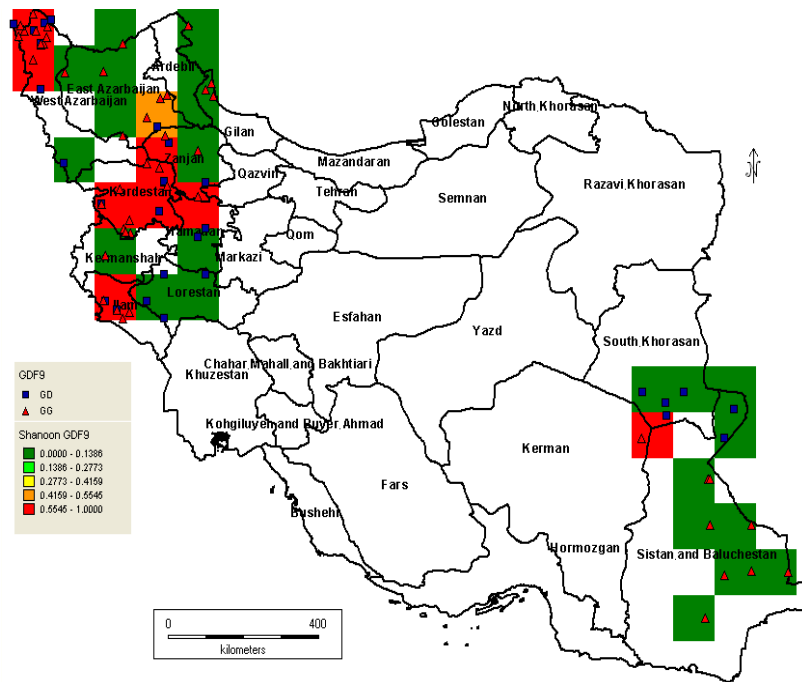 Ardebil
East Azarbaijan
West Azarbaijan
North, Khorasan
Golestan
Gilan
Mazandaran
Zanjan
Qazvin
Tehran
Semnan
Razavi, Khorasan
Kardestan
Hamadan
Qom
Markazi
Kermanshah
Lorestan
Ilam
Esfahan
Yazd
South, Khorasan
Chahar, Mahall, and Bakhtiari
Khuzestan
Kohgiluyeh and Buyer, Ahmad
Kerman
Fars
Bushehr
Hormozgan
Sistan, and Baluchestan
N
GDF9
GD
GG
Shanoon GDF9
0.0000 - 0.1386
0.1386 - 0.2773
0.2773 - 0.4159
0.4159 - 0.5545
0.5545 - 1.0000
0 400
kilometers